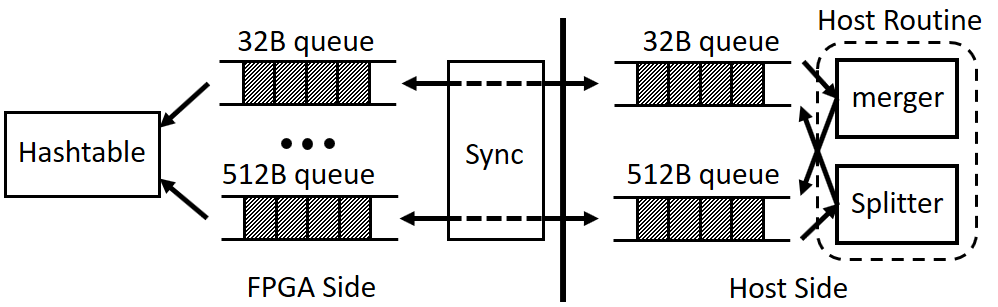 Host Routine
32B queue
32B queue
merger
Hashtable
Sync
512B queue
512B queue
Splitter
FPGA Side
Host Side